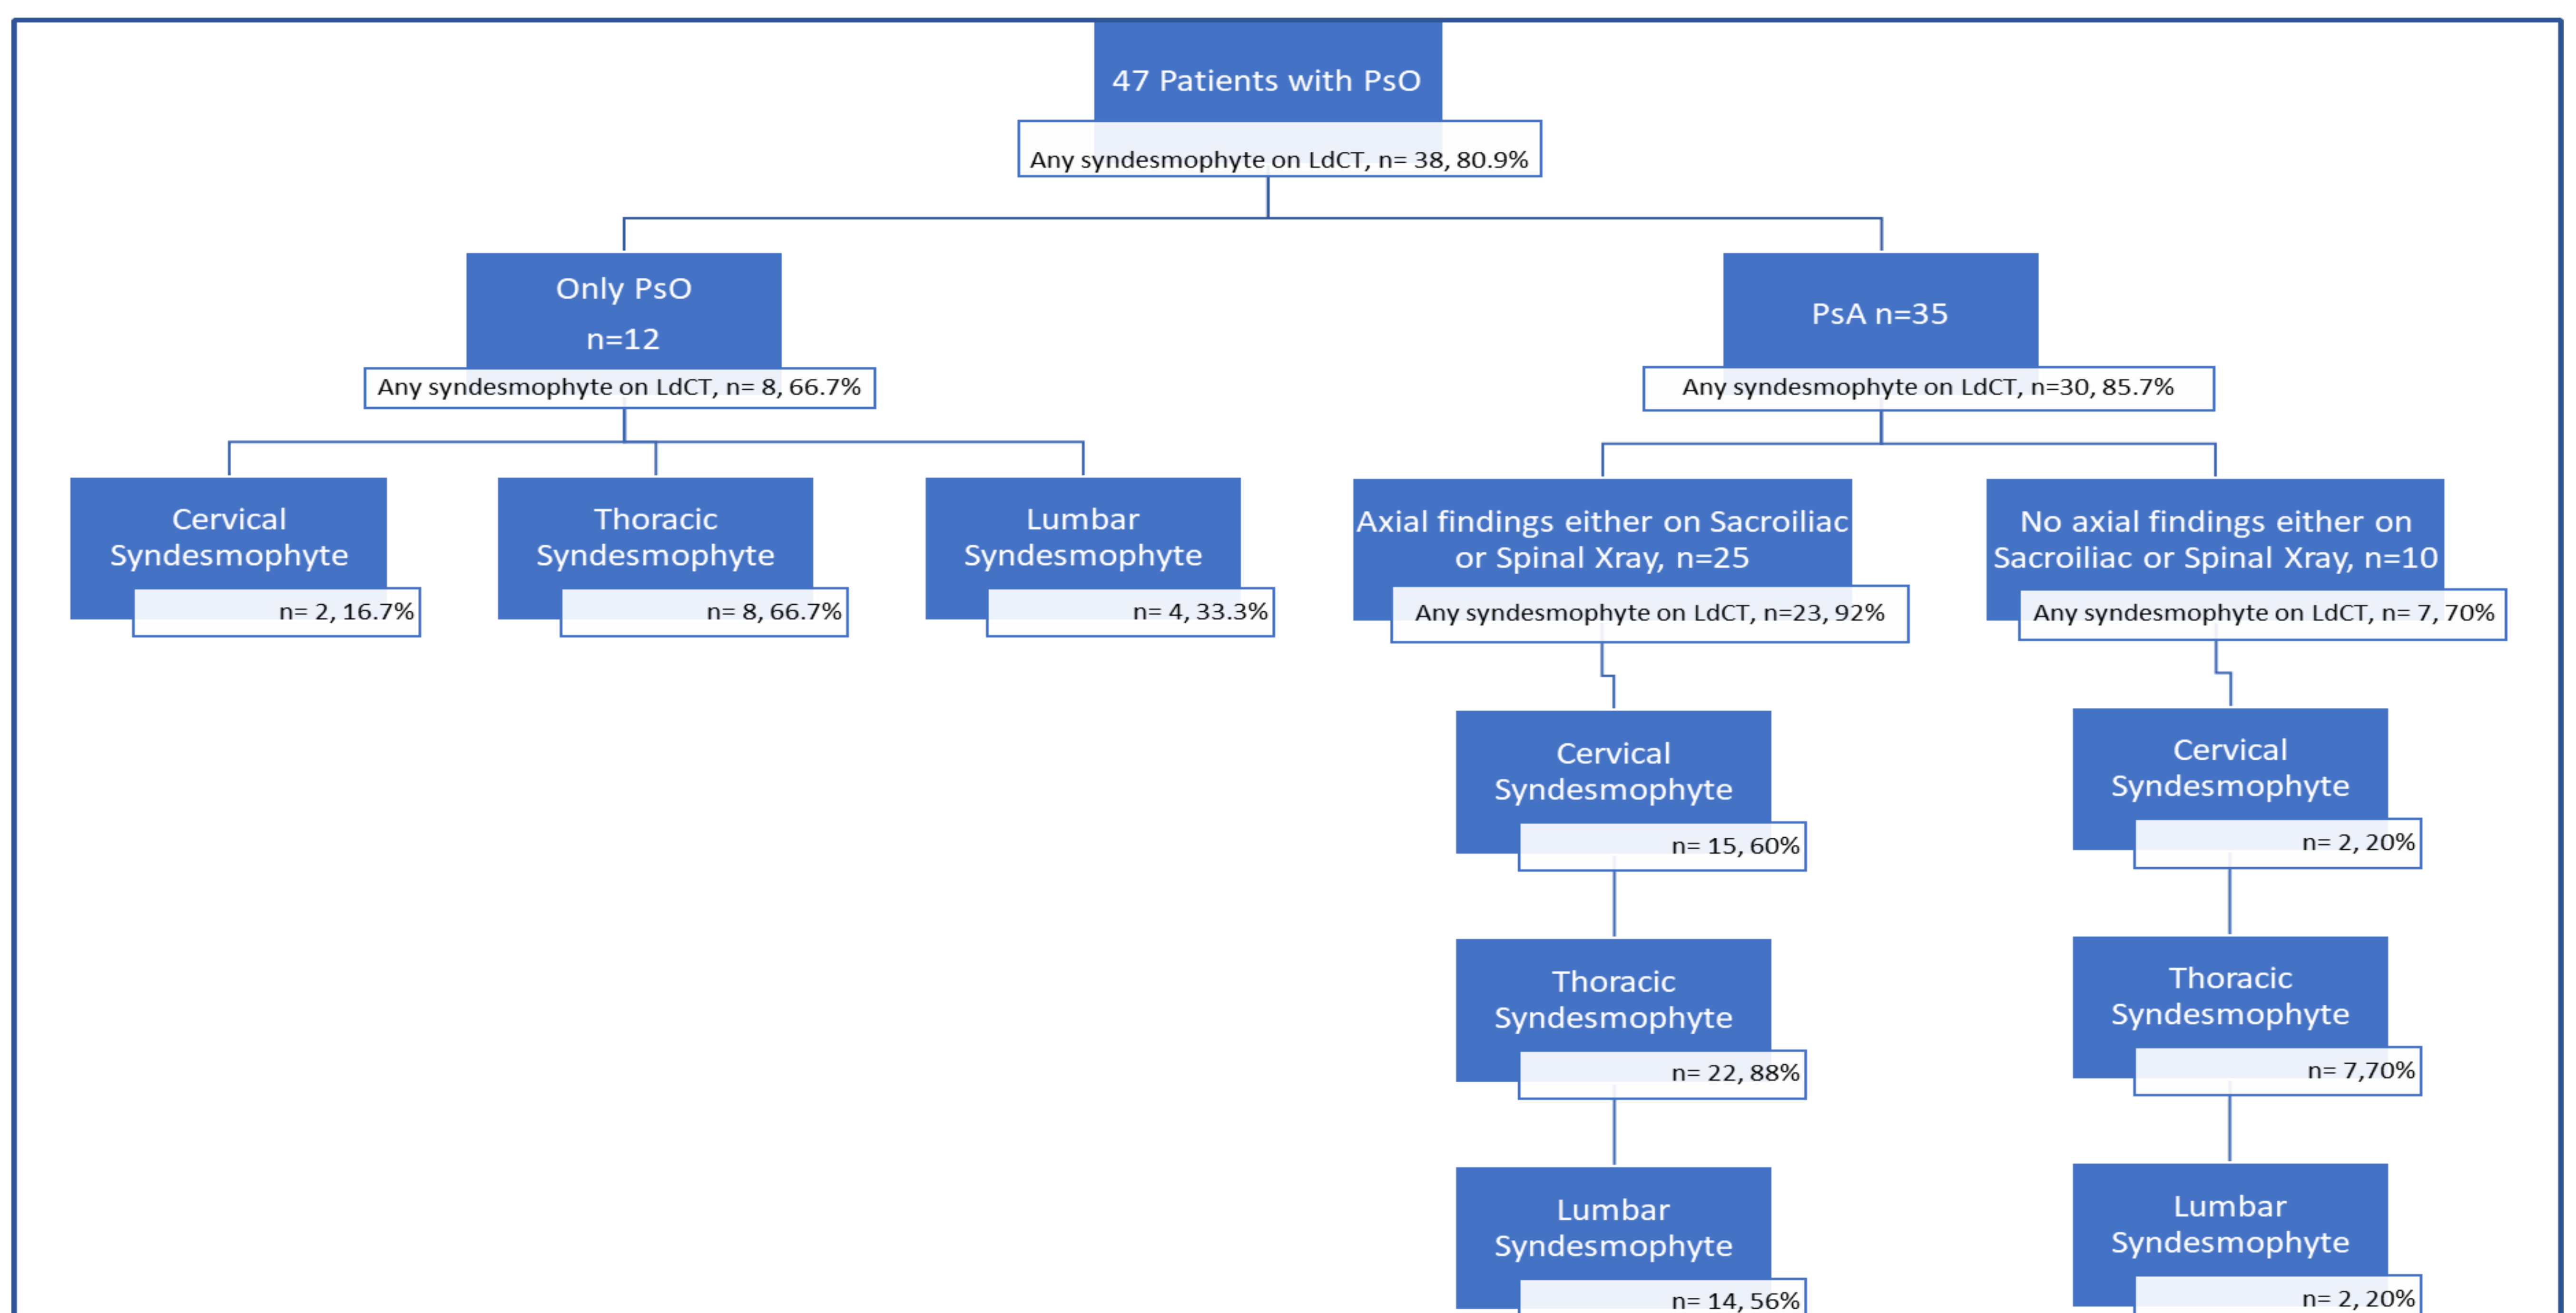 47 Patients with PsO
Any syndesmophyte on LdCT, n= 38, 80.9%
Only PsO
n=12
Any syndesmophyte on LdCT, n= 8, 66.7%
PsA n=35
Any syndesmophyte on LdCT, n=30, 85.7%
Cervical
Syndesmophyte
n= 2, 16.7%
Thoracic
Syndesmophyte
n= 8, 66.7%
Lumbar
Syndesmophyte
n= 4, 33.3%
Axial findings either on Sacroiliac
or Spinal Xray, n=25
Any syndesmophyte on LdCT, n=23, 92%
No axial findings either on
Sacroiliac or Spinal Xray, n=10
Any syndesmophyte on LdCT, n= 7, 70%
Cervical
Syndesmophyte
n= 15, 60%
Thoracic
Syndesmophyte
n= 22, 88%
Lumbar
Syndesmophyte
n= 14, 56%
Cervical
Syndesmophyte
n= 2, 20%
Thoracic
Syndesmophyte
n= 7,70%
Lumbar
Syndesmophyte
n= 2, 20%